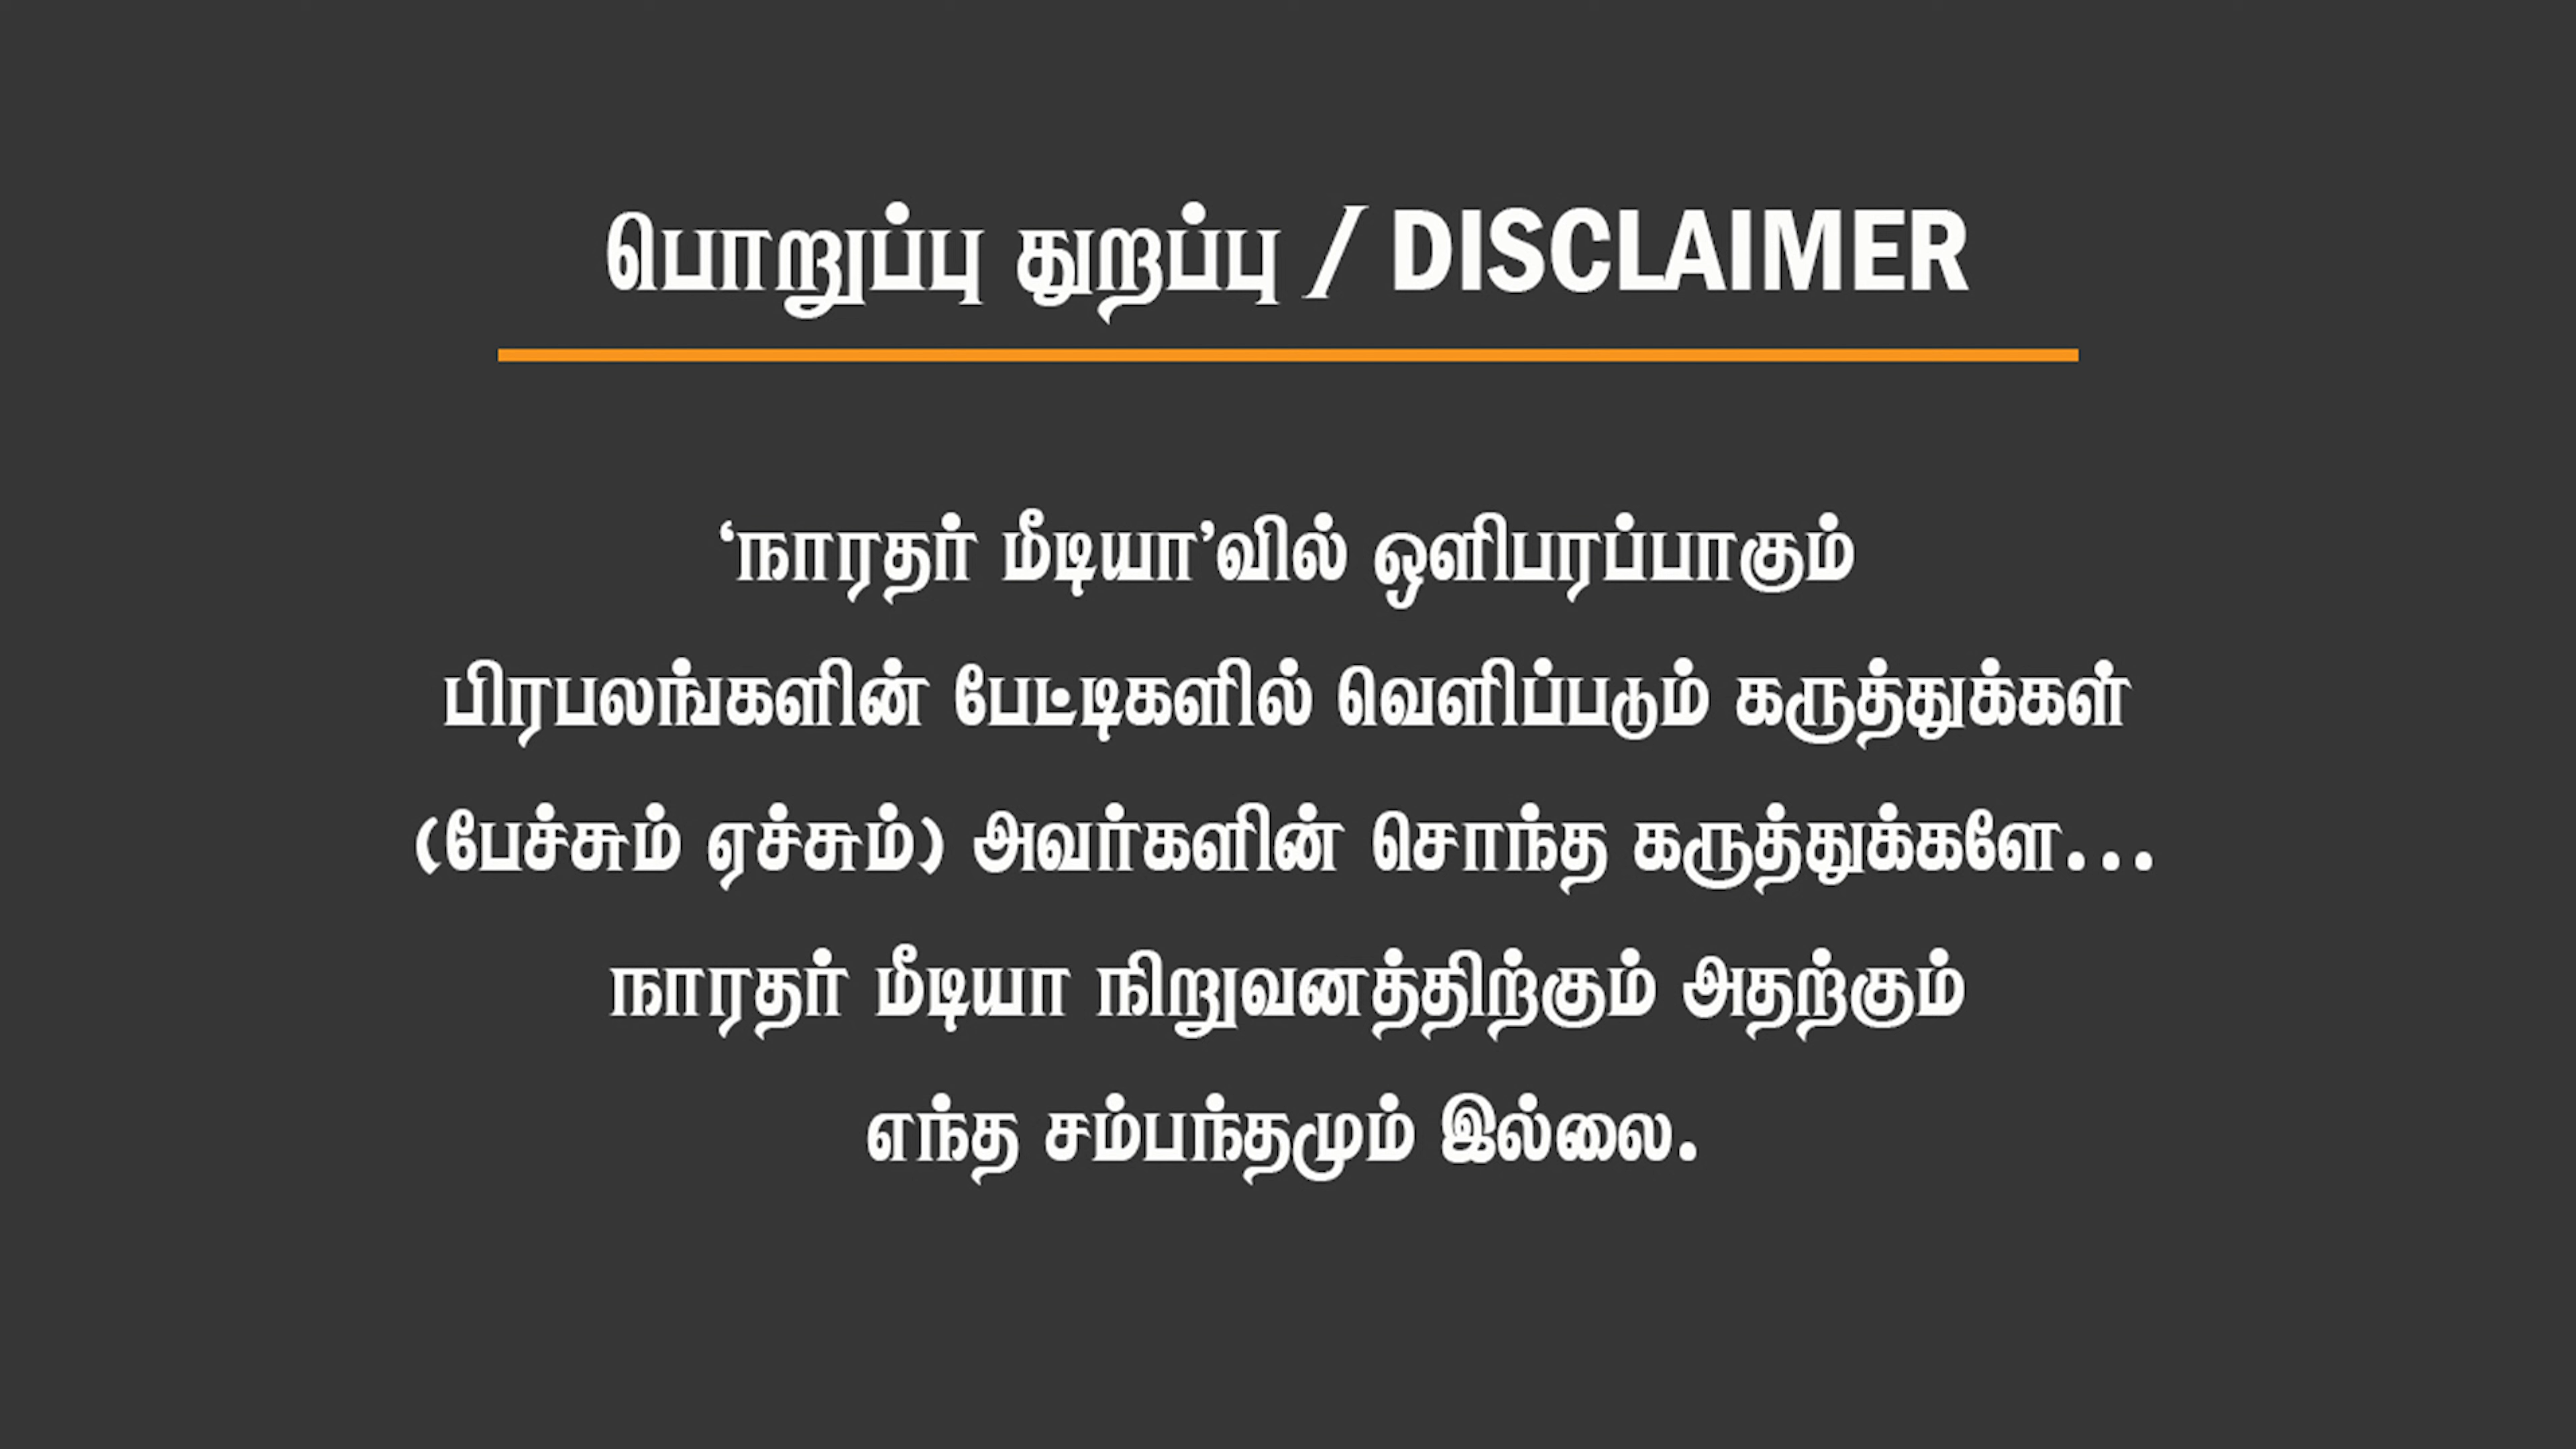 பொறுப்பு துறப்பு / DISCLAIMER
‘நாரதர் மீடியா’வில் ஒளிபரப்பாகும்
பிரபலங்களின் பேட்டிகளில் வெளிப்படும் கருத்துக்கள்
(பேச்சும் ஏச்சும்) அவர்களின் சொந்த கருத்துக்களே...
நாரதர் மீடியா நிறுவனத்திற்கும் அதற்கும்
எந்த சம்பந்தமும் இல்லை.